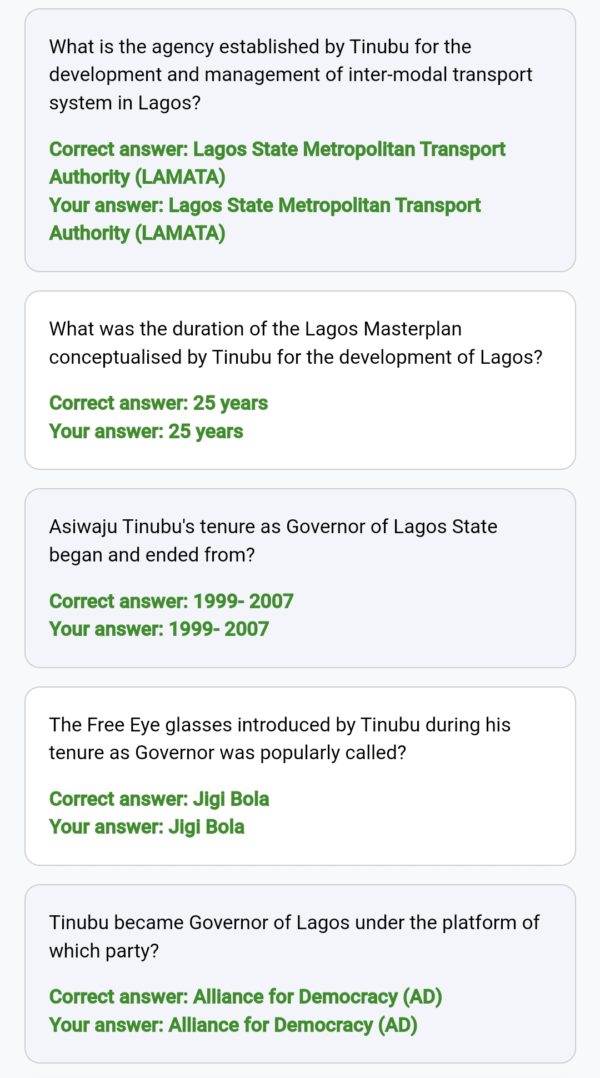 What is the agency established by Tinubu for the
development and management of inter-modal transport
system in Lagos?
Correct answer: Lagos State Metropolitan Transport
Authority (LAMATA)
Your answer: Lagos State Metropolitan Transport
Authority (LAMATA)
What was the duration of the Lagos Masterplan
conceptualised by Tinubu for the development of Lagos?
Correct answer: 25 years
Your answer: 25 years
Asiwaju Tinubu's tenure as Governor of Lagos State
began and ended from?
Correct answer: 1999- 2007
Your answer: 1999- 2007
The Free Eye glasses introduced by Tinubu during his
tenure as Governor was popularly called?
Correct answer: Jigi Bola
Your answer: Jigi Bola
Tinubu became Governor of Lagos under the platform of
which party?
Correct answer: Alliance for Democracy (AD)
Your answer: Alliance for Democracy (AD)